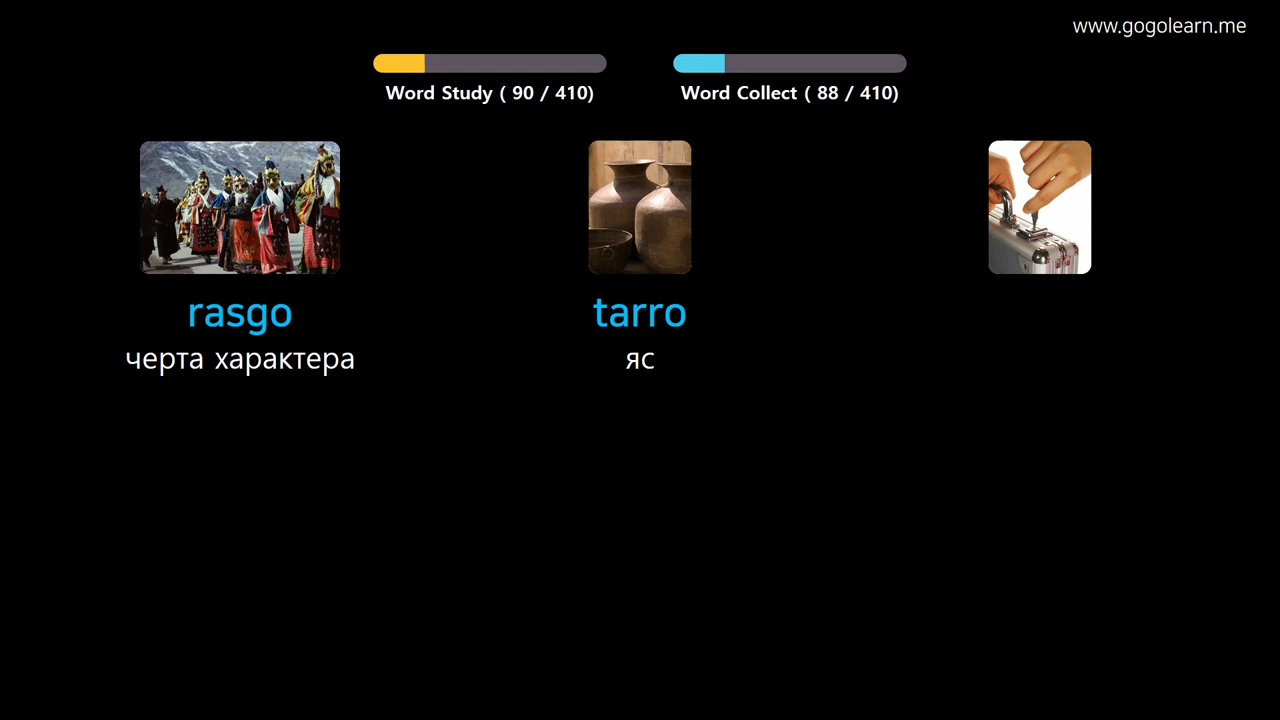 www.gogolearn.me
Word Study ( 90 / 410)
Word Collect ( 88 / 410)
rasgo
tarro
черта характера
яс